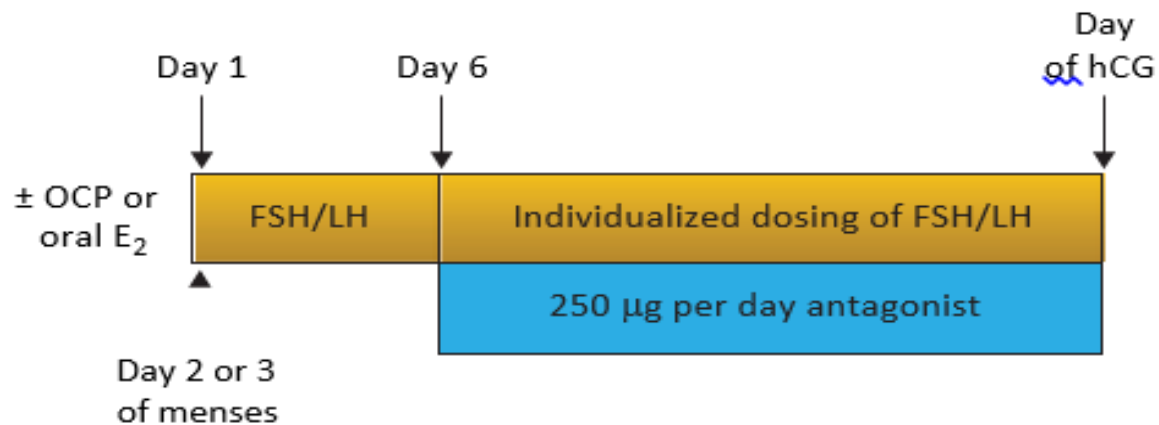 Day 1
Day 6
Day
of hCG
± OCP or
oral E₂
FSH/LH
Individualized dosing of FSH/LH
250 µg per day antagonist
Day 2 or 3
of menses